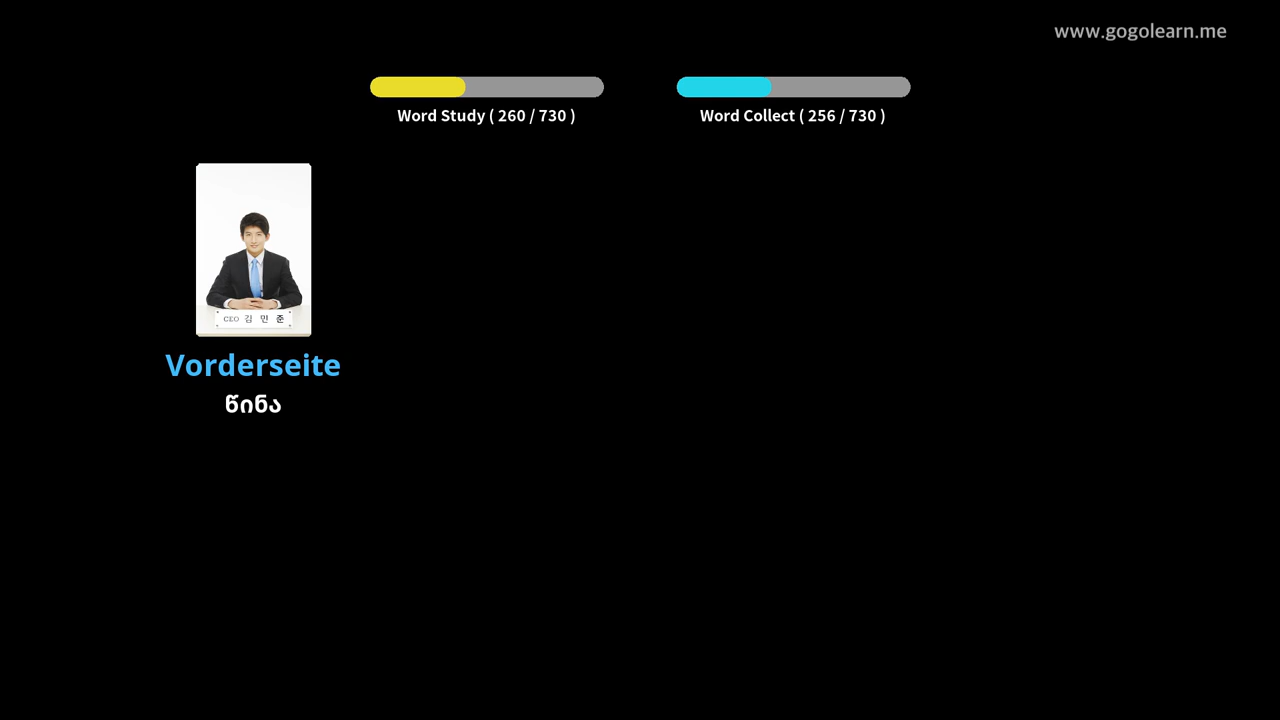 www.gogolearn.me
Word Study ( 260 / 730 )
Word Collect ( 256 / 730 )
CEO 김 민 준
Vorderseite
წინა